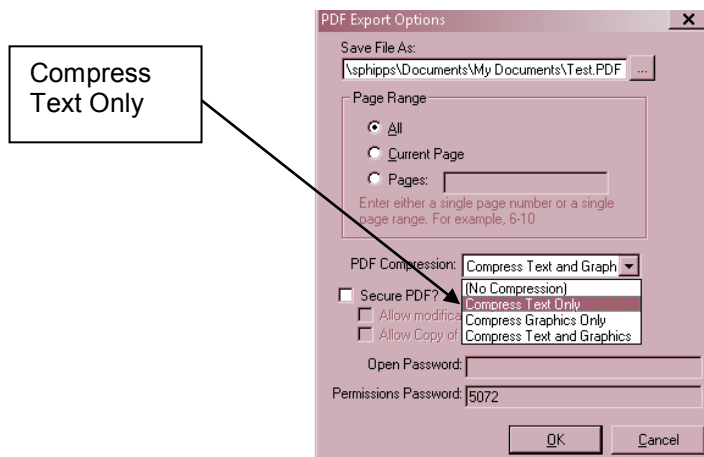 Compress
Text Only
PDF Export Options
Save File As:
\sphipps\Documents\My Documents\Test.PDF ...
Page Range
All
Current Page
Pages:
Enter either a single page number or a single
page range. For example, 6-10
PDF Compression: Compress Text and Graph
(No Compression)
Secure PDF? Compress Text Only
Allow modifica Compress Graphics Only
Allow Copy of Compress Text and Graphics
Open Password:
Permissions Password: 5072
OK Cancel